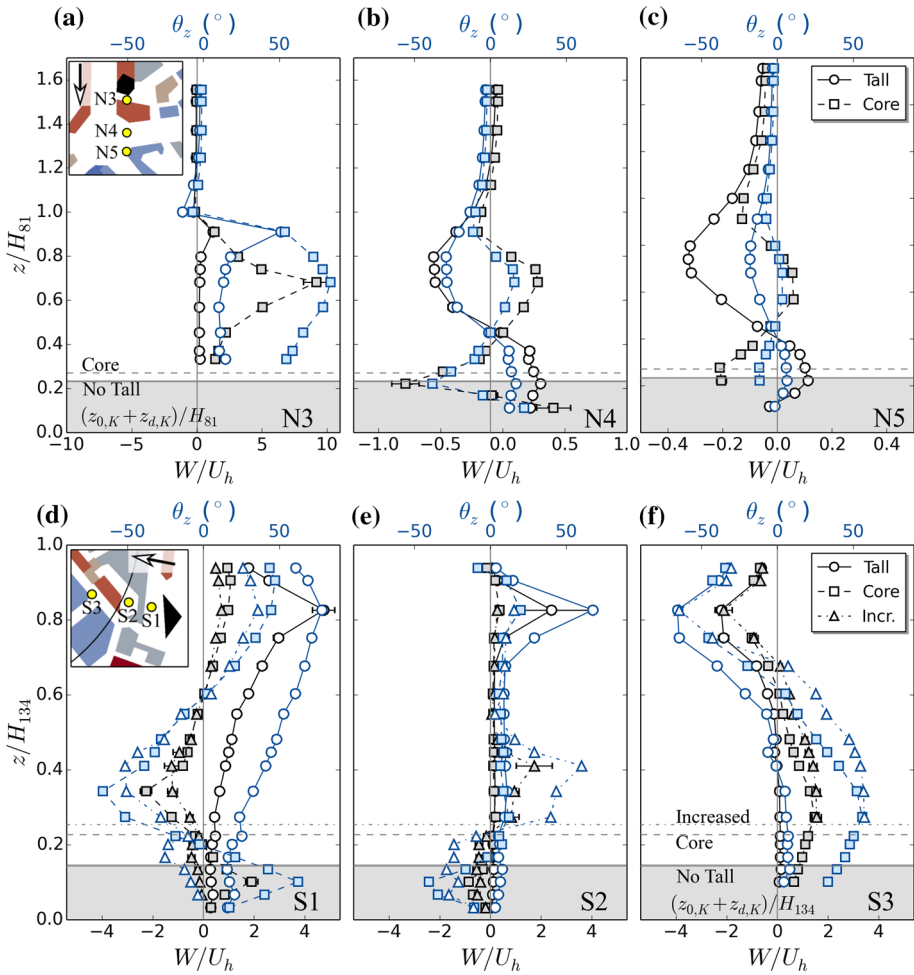 (a) (b) (c)
θz (°) θz (°) θz (°)
−50 0 50 −50 0 50 −50 0 50
1.6
1.4
1.2
1.0
0.8
0.6
0.4
0.2
0.0
z/H81
N3
N4
N5
Tall
Core
Core
No Tall
(z0,K + zd,K)/H81
N3 N4 N5
−10 −5 0 5 10 −1.0 −0.5 0.0 0.5 1.0 −0.4 −0.2 0.0 0.2 0.4
W/Uh W/Uh W/Uh
(d) (e) (f)
θz (°) θz (°) θz (°)
−50 0 50 −50 0 50 −50 0 50
1.0
0.8
0.6
0.4
0.2
0.0
z/H134
S3 S2 S1
Tall
Core
Incr.
Increased
Core
No Tall
(z0,K + zd,K)/H134
S1 S2 S3
−4 −2 0 2 4 −4 −2 0 2 4 −4 −2 0 2 4
W/Uh W/Uh W/Uh